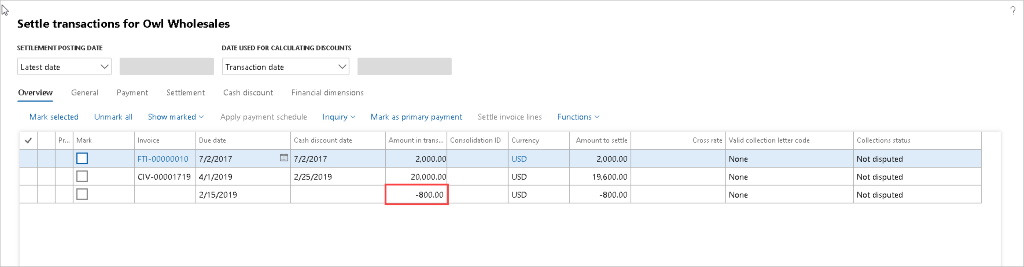 ?
Settle transactions for Owl Wholesales
SETTLEMENT POSTING DATE DATE USED FOR CALCULATING DISCOUNTS
Latest date Transaction date
Overview General Payment Settlement Cash discount Financial dimensions
Mark selected Unmark all Show marked Apply payment schedule Inquiry Mark as primary payment Settle invoice lines Functions
Pr... Mark Invoice Due date Cash discount date Amount in trans... Consolidation ID Currency Amount to settle Cross rate Valid collection letter code Collections status
FTI-00000010 7/2/2017 7/2/2017 2,000.00 USD 2,000.00 None Not disputed
CIV-00001719 4/1/2019 2/25/2019 20,000.00 USD 19,600.00 None Not disputed
2/15/2019 -800.00 USD -800.00 None Not disputed